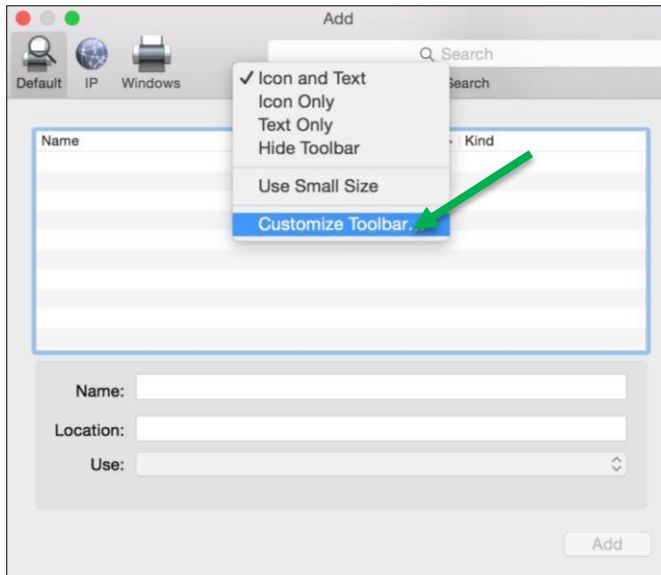 Add
Default IP Windows
Search
Search
✓ Icon and Text
Icon Only
Text Only
Hide Toolbar
Use Small Size
Customize Toolbar...
Name Kind
Name:
Location:
Use:
Add